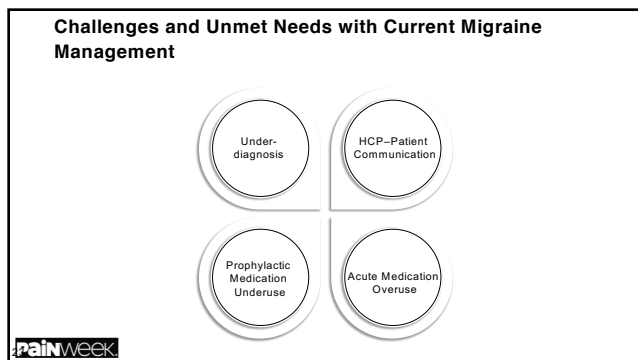 Challenges and Unmet Needs with Current Migraine
Management
Under-
diagnosis
HCP–Patient
Communication
Prophylactic
Medication
Underuse
Acute Medication
Overuse
PaiNWeek.